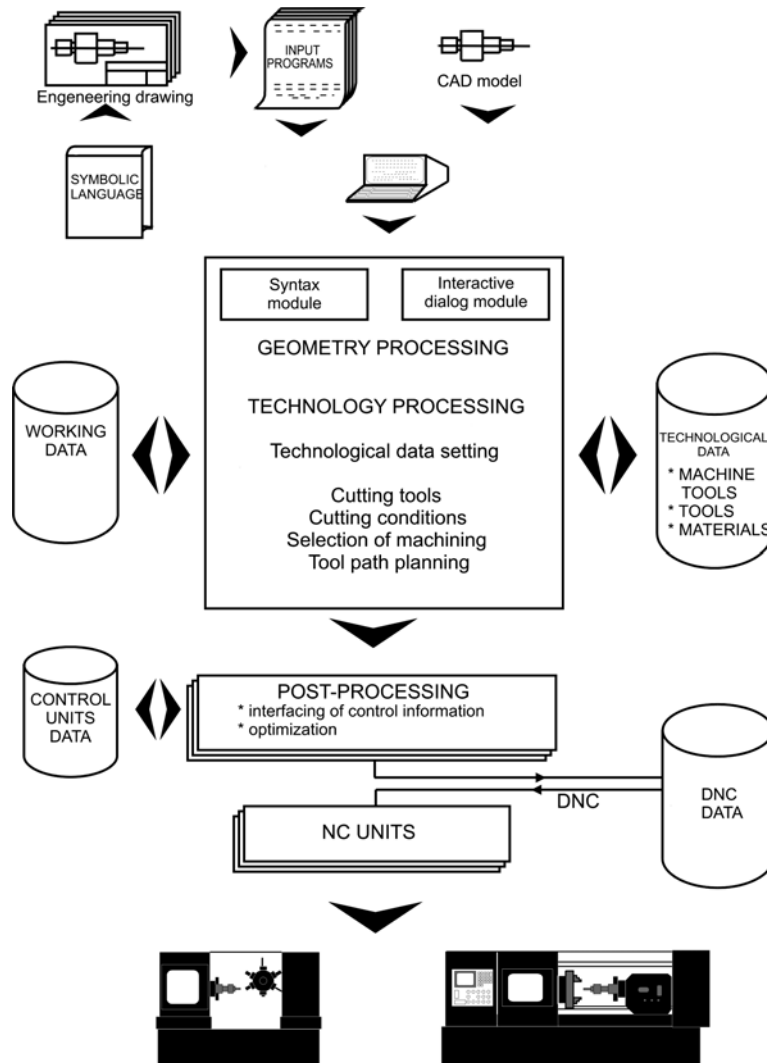 INPUT
PROGRAMS
Engeneering drawing
CAD model
SYMBOLIC
LANGUAGE
Syntax
module
Interactive
dialog module
GEOMETRY PROCESSING
TECHNOLOGY PROCESSING
Technological data setting
Cutting tools
Cutting conditions
Selection of machining
Tool path planning
WORKING
DATA
TECHNOLOGICAL
DATA
* MACHINE
TOOLS
* TOOLS
* MATERIALS
CONTROL
UNITS
DATA
POST-PROCESSING
* interfacing of control information
* optimization
DNC
DNC
DATA
NC UNITS